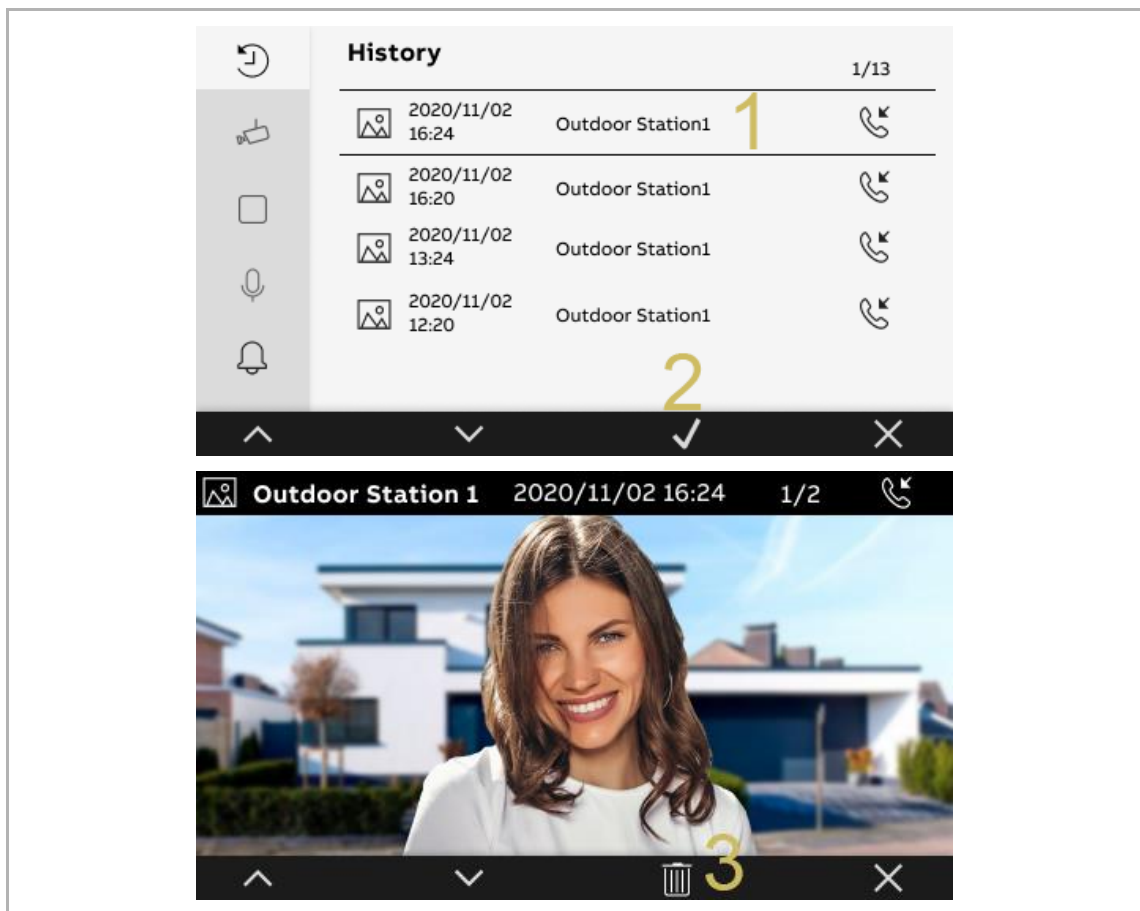 History
1/13
2020/11/02
16:24
Outdoor Station1
1
2020/11/02
16:20
Outdoor Station1
2020/11/02
13:24
Outdoor Station1
2020/11/02
12:20
Outdoor Station1
2
Outdoor Station 1 2020/11/02 16:24 1/2
3